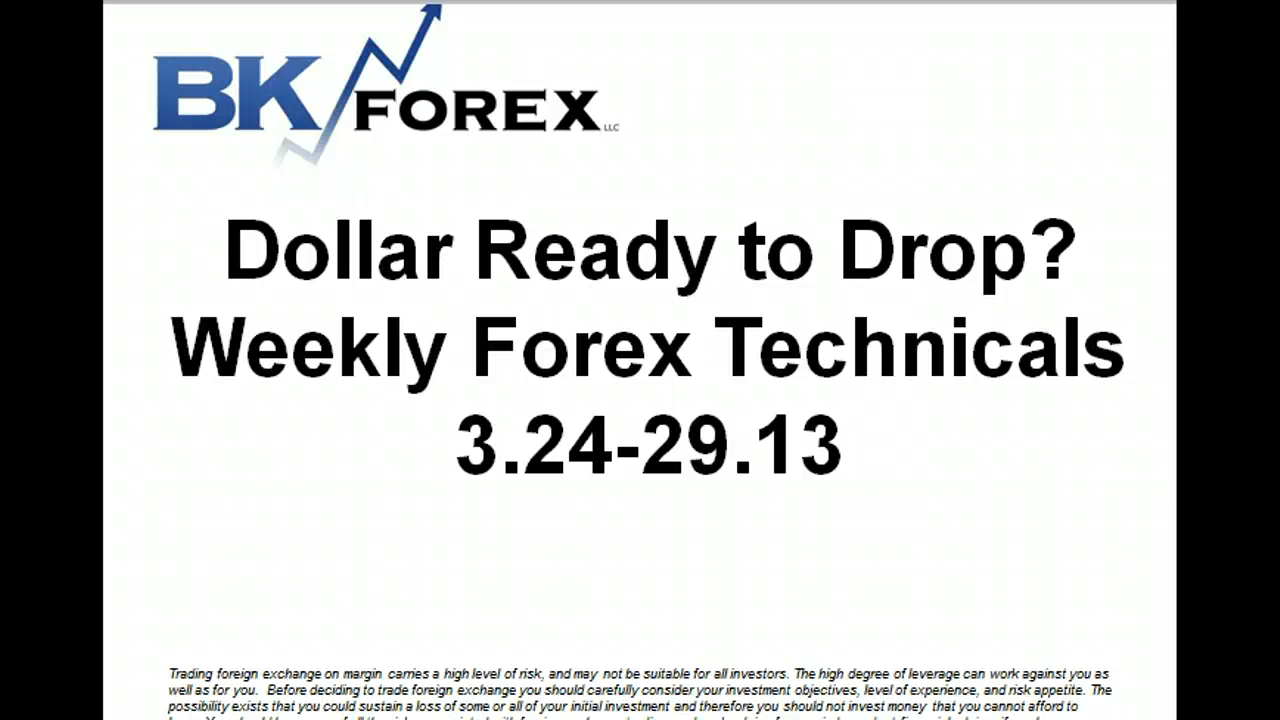 BK FOREX LLC
Dollar Ready to Drop?
Weekly Forex Technicals
3.24-29.13
Trading foreign exchange on margin carries a high level of risk, and may not be suitable for all investors. The high degree of leverage can work against you as
well as for you. Before deciding to trade foreign exchange you should carefully consider your investment objectives, level of experience, and risk appetite. The
possibility exists that you could sustain a loss of some or all of your initial investment and therefore you should not invest money that you cannot afford to